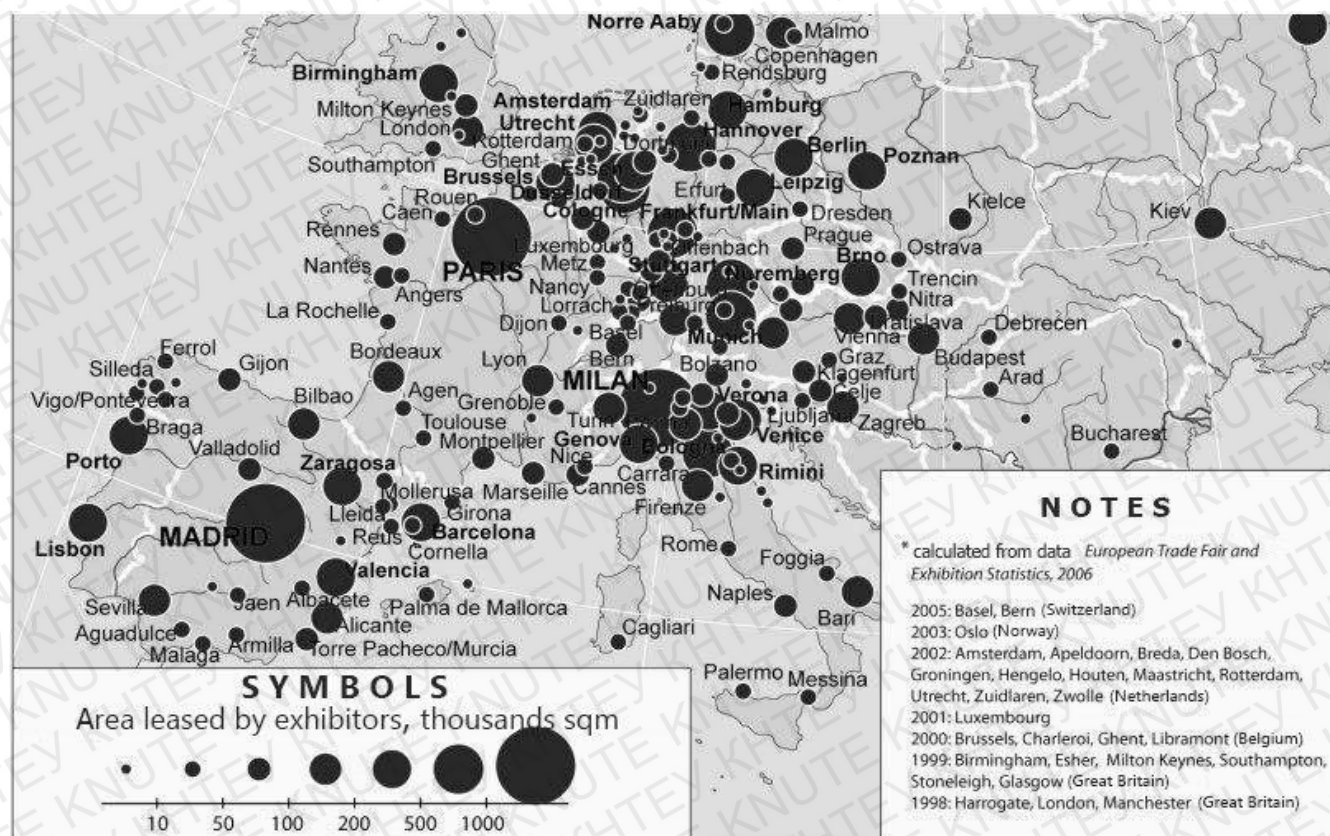 Norre Aaby
Malmo
Copenhagen
Rendsburg
Birmingham
Milton Keynes
London
Southampton
Amsterdam
Utrecht
Zuidlaren
Hamburg
Rotterdam
Hannover
Ghent
Essen
Brussels
Dusseldorf
Berlin
Poznan
Leipzig
Erfurt
Rouen
Caen
Cologne
Frankfurt/Main
Dresden
Kielce
Kiev
Rennes
Luxembourg
Offenbach
Prague
Ostrava
PARIS
Metz
Stuttgart
Nuremberg
Brno
Nantes
Angers
Nancy
Trencin
Nitra
La Rochelle
Lorrach
Freiburg
Dijon
Basel
Munich
Vienna
Bratislava
Debrecen
Budapest
Bern
Bolzano
Graz
Klagenfurt
Arad
Ferrol
Gijon
Bordeaux
Lyon
MILAN
Silleda
Vigo/Pontevedra
Bilbao
Agen
Grenoble
Verona
Celje
Ljubljana
Zagreb
Braga
Toulouse
Turin
Bucharest
Porto
Valladolid
Zaragosa
Montpellier
Genova
Nice
Bologna
Venice
Mollerusa
Marseille
Cannes
Carrara
Rimini
Lleida
Girona
Firenze
MADRID
Reus
Barcelona
Cornella
Lisbon
Rome
Foggia
Valencia
Naples
Bari
Sevilla
Jaen
Albacete
Palma de Mallorca
Aguadulce
Armilla
Alicante
Malaga
Torre Pacheco/Murcia
Cagliari
Palermo
Messina
SYMBOLS
Area leased by exhibitors, thousands sqm
10 50 100 200 500 1000
NOTES
* calculated from data European Trade Fair and
Exhibition Statistics, 2006
2005: Basel, Bern (Switzerland)
2003: Oslo (Norway)
2002: Amsterdam, Apeldoorn, Breda, Den Bosch,
Groningen, Hengelo, Houten, Maastricht, Rotterdam,
Utrecht, Zuidlaren, Zwolle (Netherlands)
2001: Luxembourg
2000: Brussels, Charleroi, Ghent, Libramont (Belgium)
1999: Birmingham, Esher, Milton Keynes, Southampton,
Stoneleigh, Glasgow (Great Britain)
1998: Harrogate, London, Manchester (Great Britain)